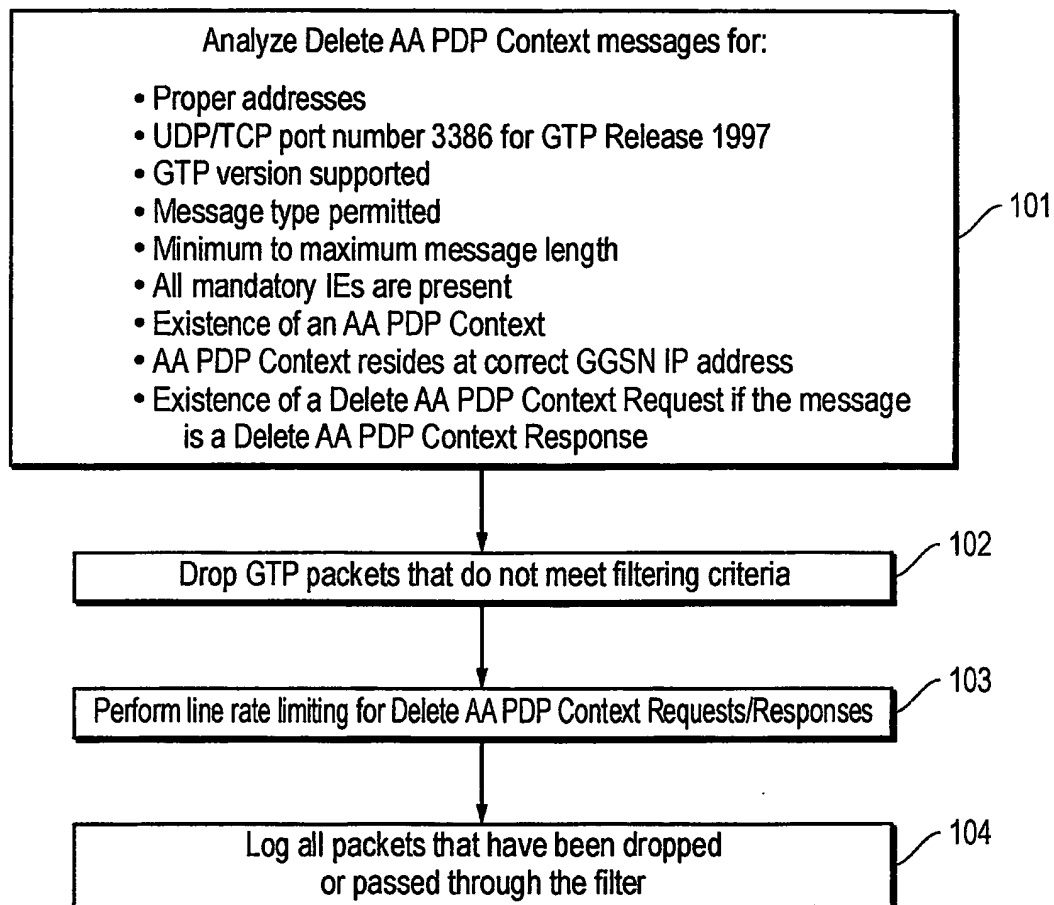 Analyze Delete AA PDP Context messages for:
• Proper addresses
• UDP/TCP port number 3386 for GTP Release 1997
• GTP version supported
• Message type permitted
• Minimum to maximum message length
• All mandatory IEs are present
• Existence of an AA PDP Context
• AA PDP Context resides at correct GGSN IP address
• Existence of a Delete AA PDP Context Request if the message
is a Delete AA PDP Context Response
101
Drop GTP packets that do not meet filtering criteria
102
Perform line rate limiting for Delete AA PDP Context Requests/Responses
103
Log all packets that have been dropped
or passed through the filter
104